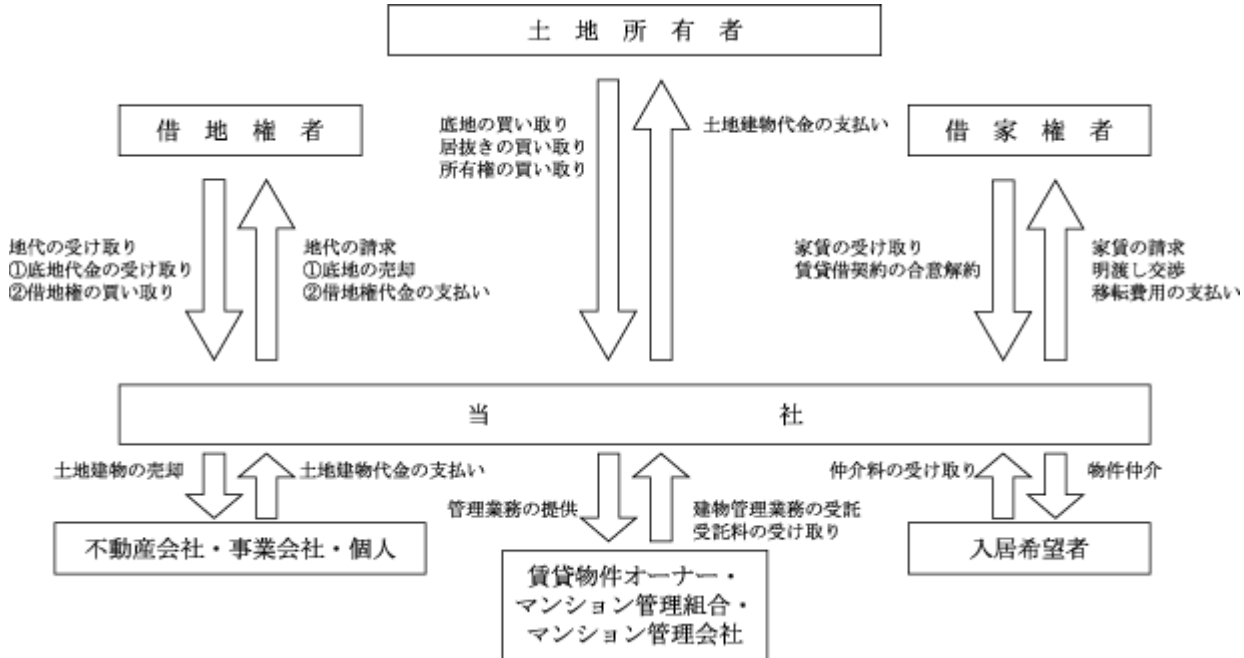 土地所有者
借地権者
底地の買い取り
居抜きの買い取り
所有権の買い取り
土地建物代金の支払い
借家権者
地代の受け取り
①底地代金の受け取り
②借地権の買い取り
地代の請求
①底地の売却
②借地権代金の支払い
家賃の受け取り
賃貸借契約の合意解約
家賃の請求
明渡し交渉
移転費用の支払い
当社
土地建物の売却
土地建物代金の支払い
管理業務の提供
建物管理業務の受託
受託料の受け取り
仲介料の受け取り
物件仲介
不動産会社・事業会社・個人
賃貸物件オーナー・
マンション管理組合・
マンション管理会社
入居希望者